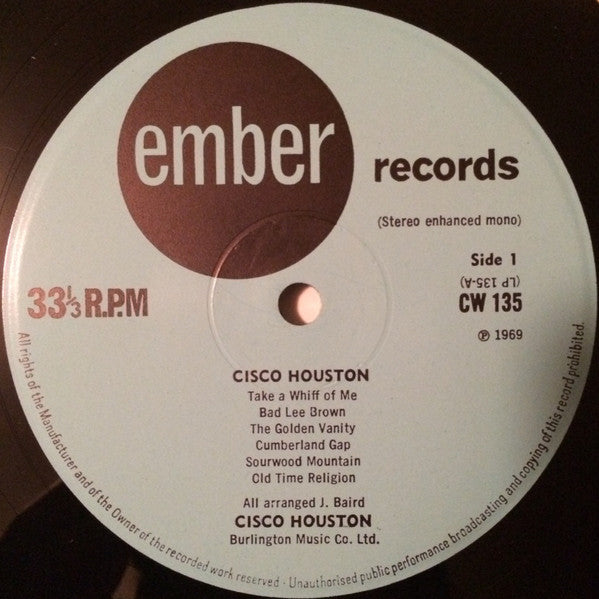 ember
records
(Stereo enhanced mono)
Side 1
(LP 135-A)
CW 135
33⅓ R.P.M
℗ 1969
CISCO HOUSTON
Take a Whiff of Me
Bad Lee Brown
The Golden Vanity
Cumberland Gap
Sourwood Mountain
Old Time Religion
All arranged J. Baird
CISCO HOUSTON
Burlington Music Co. Ltd.
All rights of the Manufacturer and of the Owner of the recorded work reserved · Unauthorised public performance broadcasting and copying of this record prohibited.